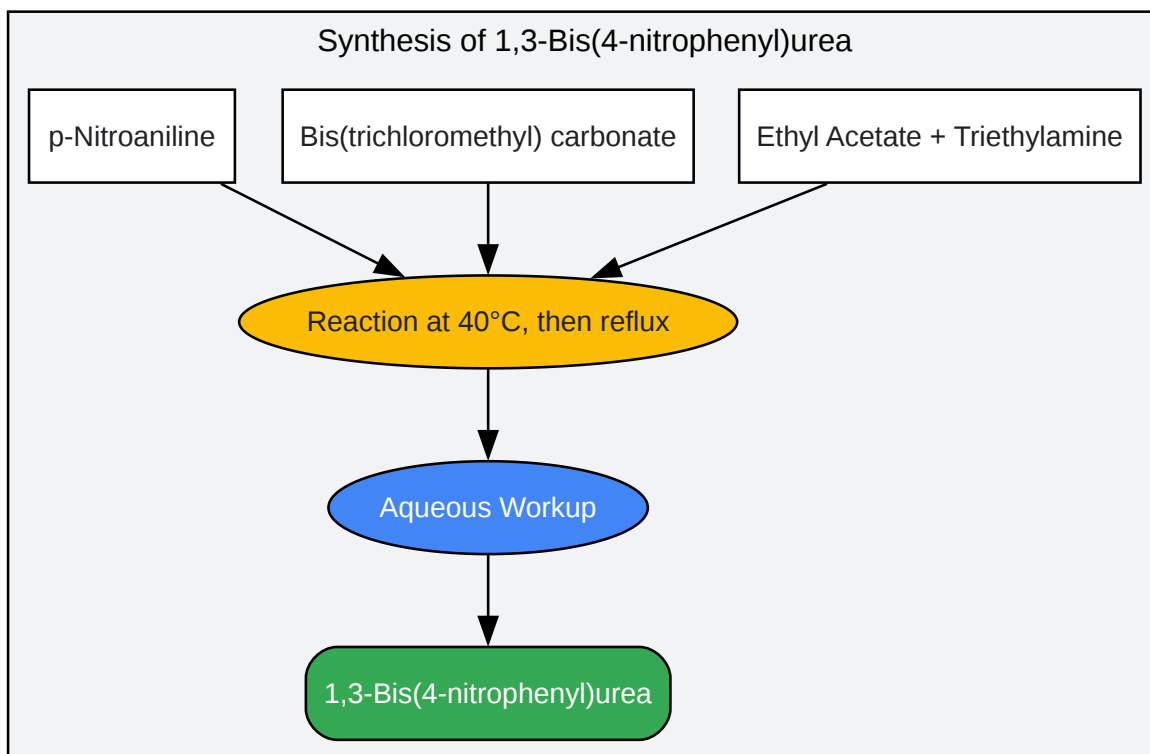 Synthesis of 1,3-Bis(4-nitrophenyl)urea
p-Nitroaniline
Bis(trichloromethyl) carbonate
Ethyl Acetate + Triethylamine
Reaction at 40°C, then reflux
Aqueous Workup
1,3-Bis(4-nitrophenyl)urea